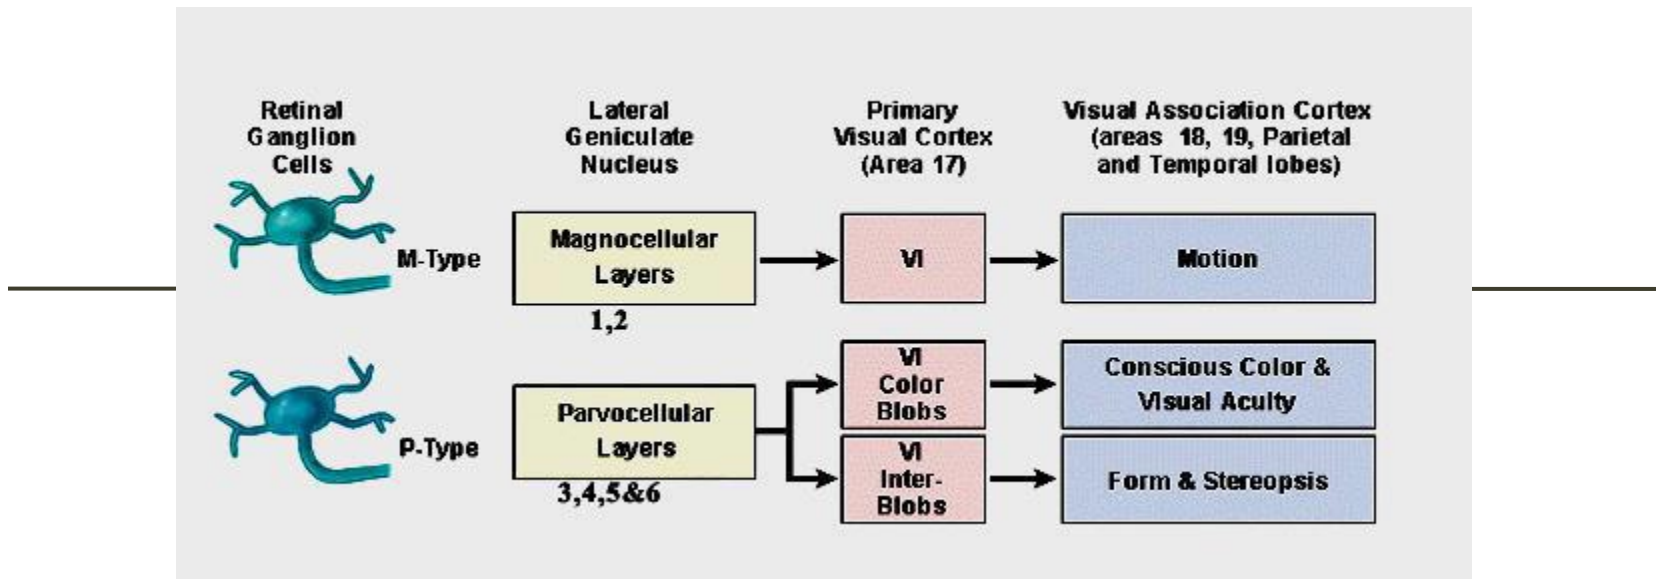 Retinal
Ganglion
Cells
Lateral
Geniculate
Nucleus
Primary
Visual Cortex
(Area 17)
Visual Association Cortex
(areas 18, 19, Parietal
and Temporal lobes)
M-Type
Magnocellular
Layers
1,2
VI
Motion
P-Type
Parvocellular
Layers
3,4,5&6
VI
Color
Blobs
Conscious Color &
Visual Acuity
VI
Inter-
Blobs
Form & Stereopsis